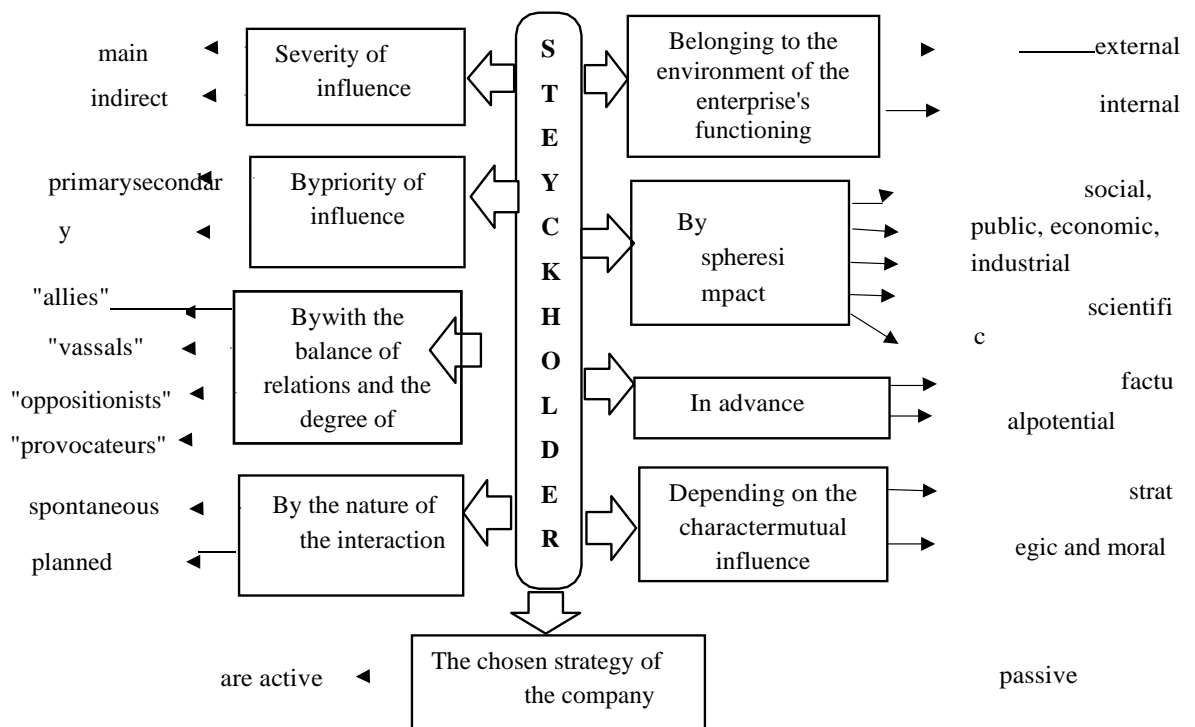 main
indirect
Severity of
influence
S
T
E
Y
C
K
H
O
L
D
E
R
Belonging to the
environment of the
enterprise's
functioning
external
internal
primarysecondar
y
Bypriority of
influence
By
spheresi
mpact
social,
public, economic,
industrial
scientifi
c
"allies"
"vassals"
"oppositionists"
"provocateurs"
Bywith the
balance of
relations and the
degree of
In advance
factu
alpotential
spontaneous
planned
By the nature of
the interaction
Depending on the
charactermutual
influence
strat
egic and moral
are active
The chosen strategy of
the company
passive